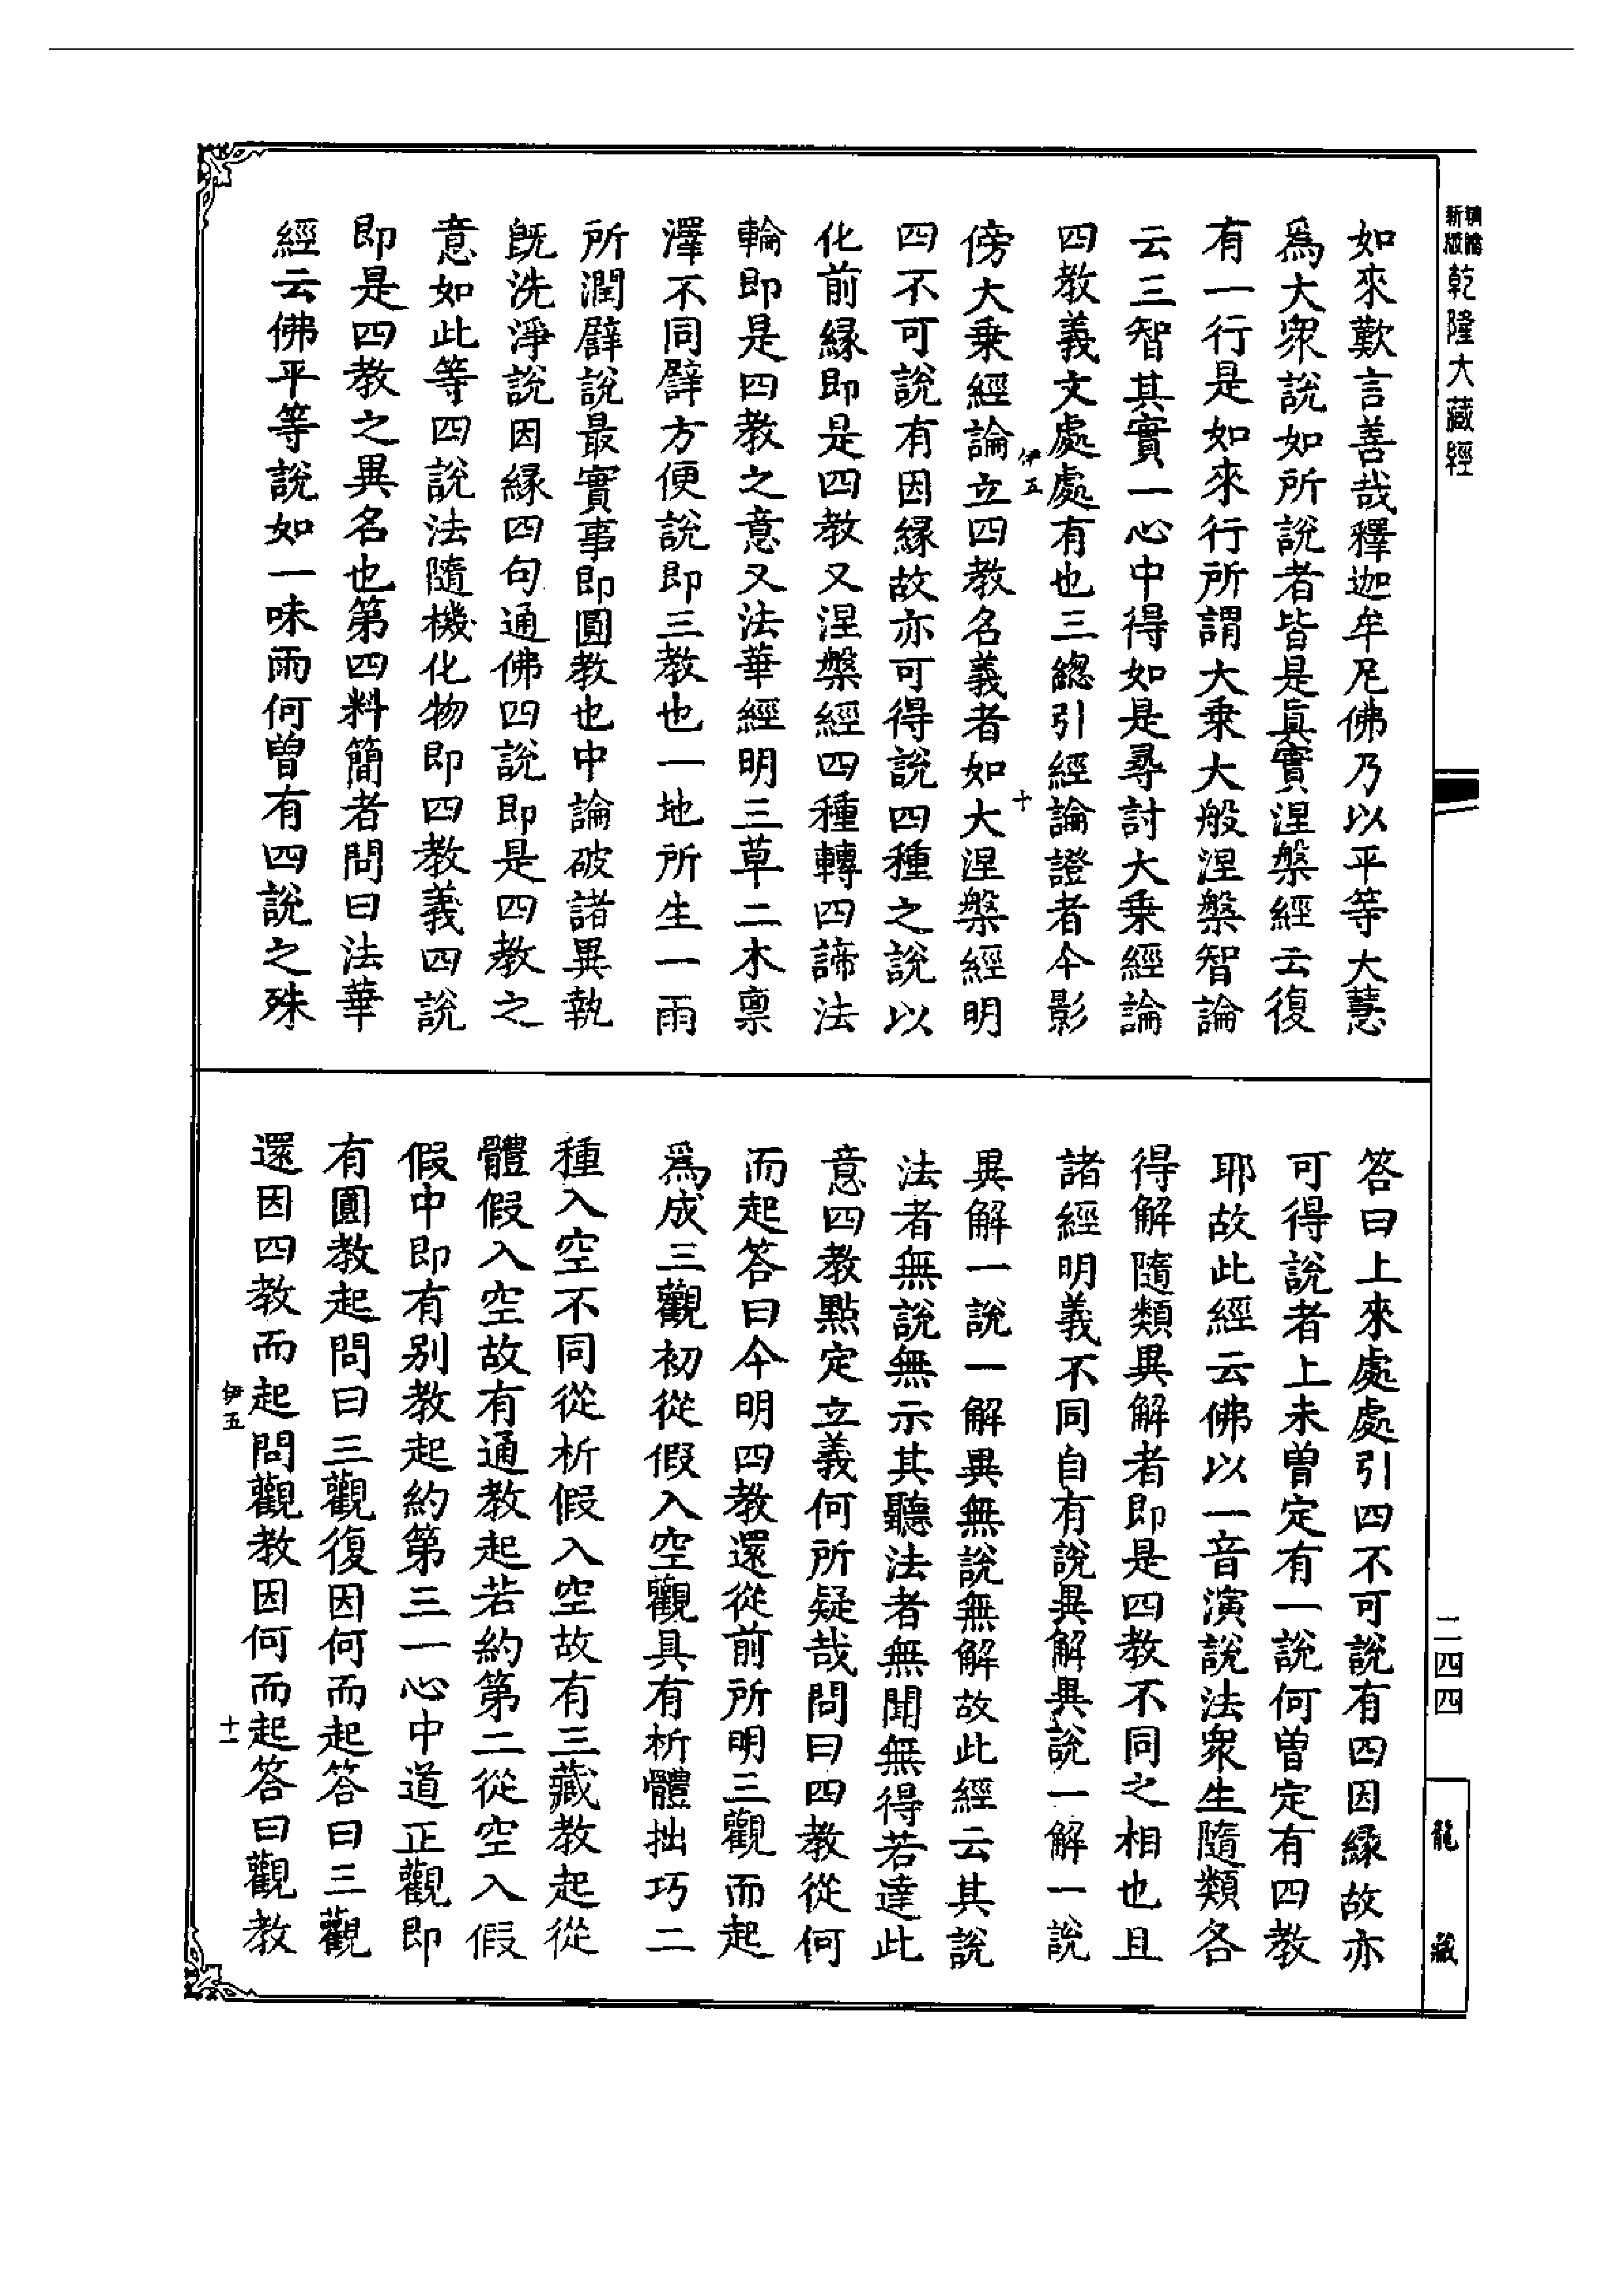 如來歎言善哉釋迦牟尼佛乃以平等大慧
爲大衆說如所說者皆是眞實涅槃經云復
有一行是如來行所謂大乘大般涅槃智論
云三智其實一心中得如是尋討大乘經論
四教義文處處有也三總引經論證者今影
伊五
十
傍大乘經論立四教名義者如大涅槃經明
四不可說有因緣故亦可得說四種之說以
化前緣即是四教又涅槃經四種轉四諦法
輪即是四教之意又法華經明三草二木禀
澤不同譬方便說即三教也一地所生一雨
所潤譬說最實事即圓教也中論破諸異執
旣洗淨說因緣四句通佛四說即是四教之
意如此等四說法隨機化物即四教義四說
即是四教之異名也第四料簡者問曰法華
經云佛平等說如一味雨何曾有四說之殊
答曰上來處處引四不可說有四因緣故亦
可得說者上未曾定有一說何曾定有四教
耶故此經云佛以一音演說法衆生隨類各
得解隨類異解者即是四教不同之相也且
諸經明義不同自有說異解異說一解一說
異解一說一解異無說無解故此經云其說
法者無說無示其聽法者無聞無得若達此
意四教點定立義何所疑哉問曰四教從何
而起答曰今明四教還從前所明三觀而起
爲成三觀初從假入空觀具有析體拙巧二
種入空不同從析假入空故有三藏教起從
體假入空故有通教起若約第二從空入假
假中即有别教起約第三一心中道正觀即
有圓教起問曰三觀復因何而起答曰三觀
還因四教而起問觀教因何而起答曰觀教
伊五
十一
新版
乾隆大藏經
二四四
龍藏